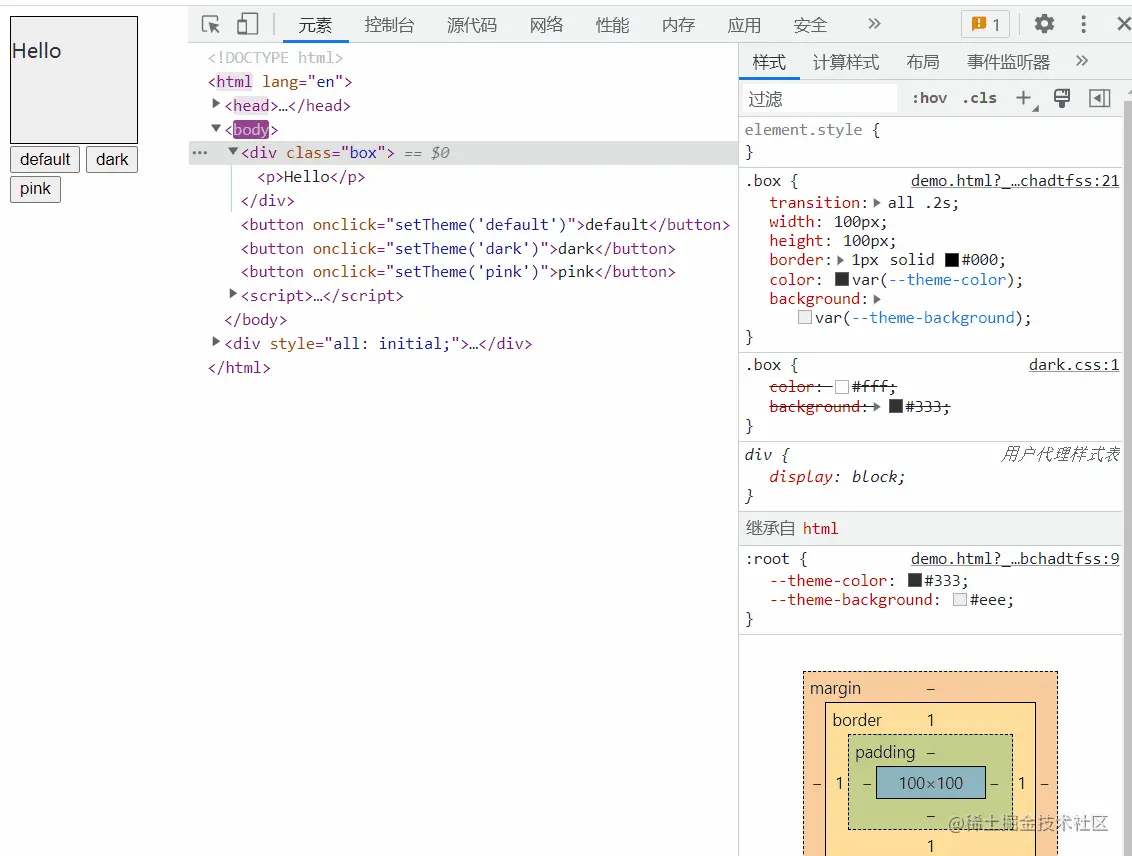 Hello
default
dark
pink
元素 控制台 源代码 网络 性能 内存 应用 安全 » 1
<!DOCTYPE html>
<html lang="en">
<head>…</head>
<body>
<div class="box"> == $0
<p>Hello</p>
</div>
<button onclick="setTheme('default')">default</button>
<button onclick="setTheme('dark')">dark</button>
<button onclick="setTheme('pink')">pink</button>
<script>…</script>
</body>
<div style="all: initial;">…</div>
</html>
样式 计算样式 布局 事件监听器 »
过滤 :hov .cls +
element.style {
}
.box { demo.html?_…chadtfss:21
transition: all .2s;
width: 100px;
height: 100px;
border: 1px solid #000;
color: var(--theme-color);
background:
var(--theme-background);
}
.box { dark.css:1
color: #fff;
background: #333;
}
div { 用户代理样式表
display: block;
}
继承自 html
:root { demo.html?_…bchadtfss:9
--theme-color: #333;
--theme-background: #eee;
}
margin –
border 1
padding –
– 1 – 100×100 – 1 –
–
1
@稀土掘金技术社区